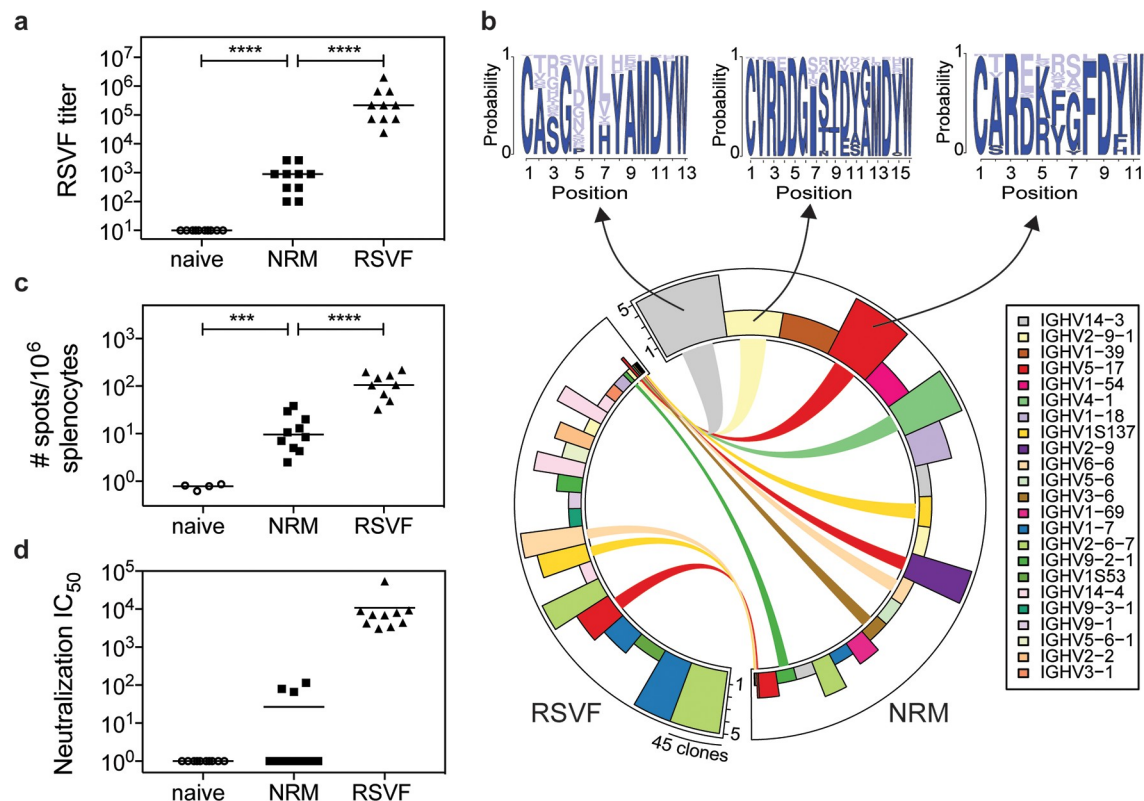 a
RSVF titer
10^7
10^6
10^5
10^4
10^3
10^2
10^1
****
****
naive NRM RSVF
b
Probability
1
0
1 3 5 7 9 11 13
Position
Probability
1
0
1 3 5 7 9 11 13 15
Position
Probability
1
0
1 3 5 7 9 11
Position
c
# spots/10^6
splenocytes
10^3
10^2
10^1
10^0
***
****
naive NRM RSVF
d
Neutralization IC50
10^5
10^4
10^3
10^2
10^1
10^0
naive NRM RSVF
5
1
1
5
RSVF
NRM
45 clones
IGHV14-3
IGHV2-9-1
IGHV1-39
IGHV5-17
IGHV1-54
IGHV4-1
IGHV1-18
IGHV1S137
IGHV2-9
IGHV6-6
IGHV5-6
IGHV3-6
IGHV1-69
IGHV1-7
IGHV2-6-7
IGHV9-2-1
IGHV1S53
IGHV14-4
IGHV9-3-1
IGHV9-1
IGHV5-6-1
IGHV2-2
IGHV3-1